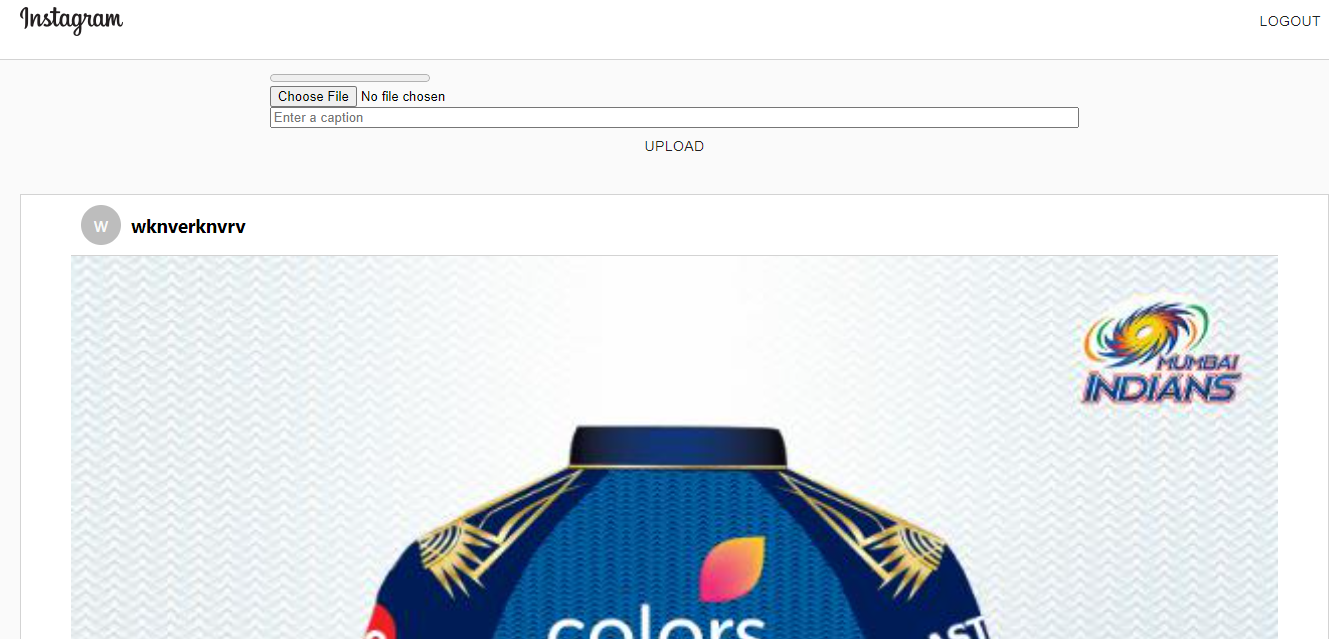 Instagram
LOGOUT
Choose File No file chosen
Enter a caption
UPLOAD
W
wknverknvrv
MUMBAI
INDIANS
colors